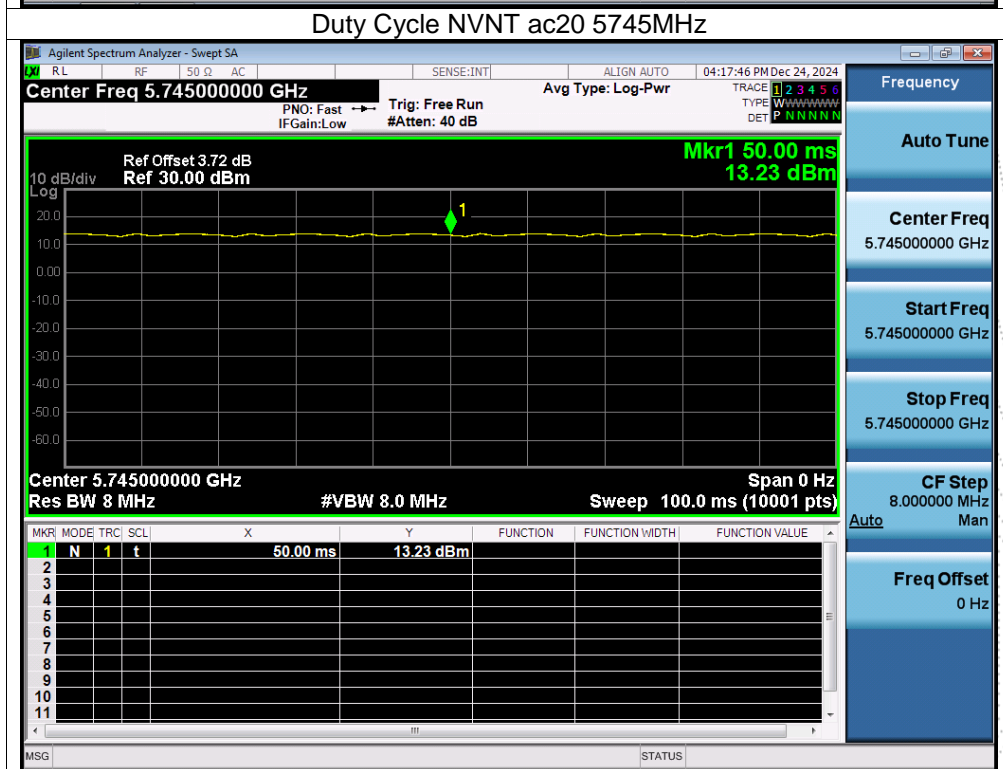 Duty Cycle NVNT ac20 5745MHz
Agilent Spectrum Analyzer - Swept SA
LXI RL RF 50 Ω AC SENSE:INT ALIGN AUTO 04:17:46 PM Dec 24, 2024
Center Freq 5.745000000 GHz
PNO: Fast
IFGain:Low
Trig: Free Run
#Atten: 40 dB
Avg Type: Log-Pwr
TRACE 1 2 3 4 5 6
TYPE WWWWWW
DET P N N N N N
Frequency
Mkr1 50.00 ms
13.23 dBm
Ref Offset 3.72 dB
10 dB/div Ref 30.00 dBm
Log
1
20.0
10.0
0.00
-10.0
-20.0
-30.0
-40.0
-50.0
-60.0
Center 5.745000000 GHz Span 0 Hz
Res BW 8 MHz #VBW 8.0 MHz Sweep 100.0 ms (10001 pts)
MKR MODE TRC SCL X Y FUNCTION FUNCTION WIDTH FUNCTION VALUE
1 N 1 t 50.00 ms 13.23 dBm
2
3
4
5
6
7
8
9
10
11
MSG STATUS
Auto Tune
Center Freq
5.745000000 GHz
Start Freq
5.745000000 GHz
Stop Freq
5.745000000 GHz
CF Step
8.000000 MHz
Auto Man
Freq Offset
0 Hz